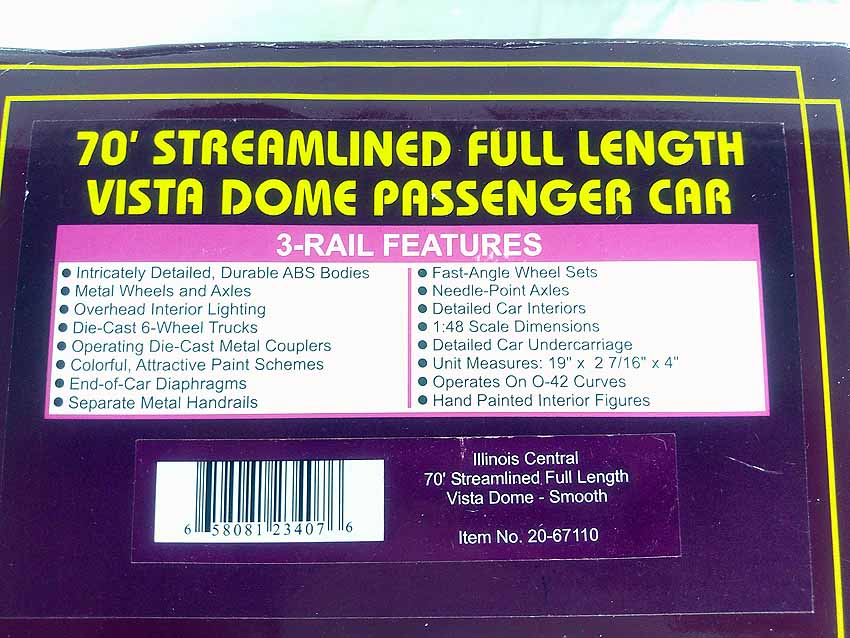 70' STREAMLINED FULL LENGTH
VISTA DOME PASSENGER CAR
3-RAIL FEATURES
● Intricately Detailed, Durable ABS Bodies
● Metal Wheels and Axles
● Overhead Interior Lighting
● Die-Cast 6-Wheel Trucks
● Operating Die-Cast Metal Couplers
● Colorful, Attractive Paint Schemes
● End-of-Car Diaphragms
● Separate Metal Handrails
● Fast-Angle Wheel Sets
● Needle-Point Axles
● Detailed Car Interiors
● 1:48 Scale Dimensions
● Detailed Car Undercarriage
● Unit Measures: 19" x 2 7/16" x 4"
● Operates On O-42 Curves
● Hand Painted Interior Figures
6 58081 23407 6
Illinois Central
70' Streamlined Full Length
Vista Dome - Smooth
Item No. 20-67110